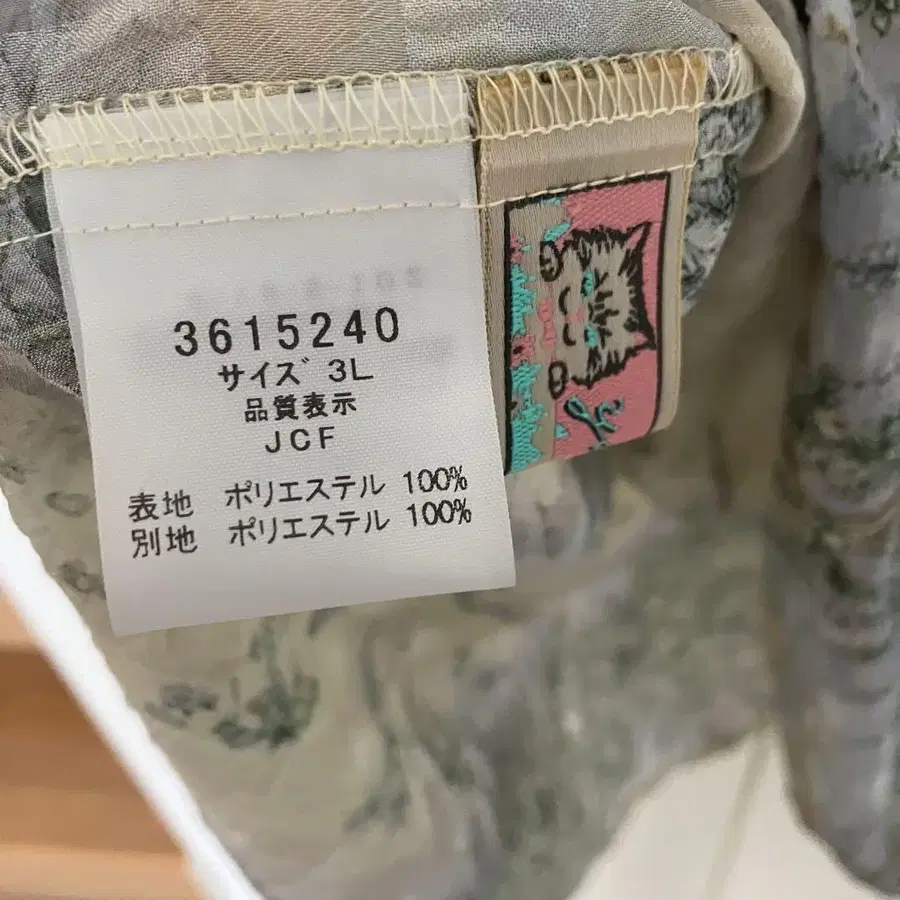 3615240
サイズ 3L
品質表示
JCF
表地 ポリエステル 100%
別地 ポリエステル 100%